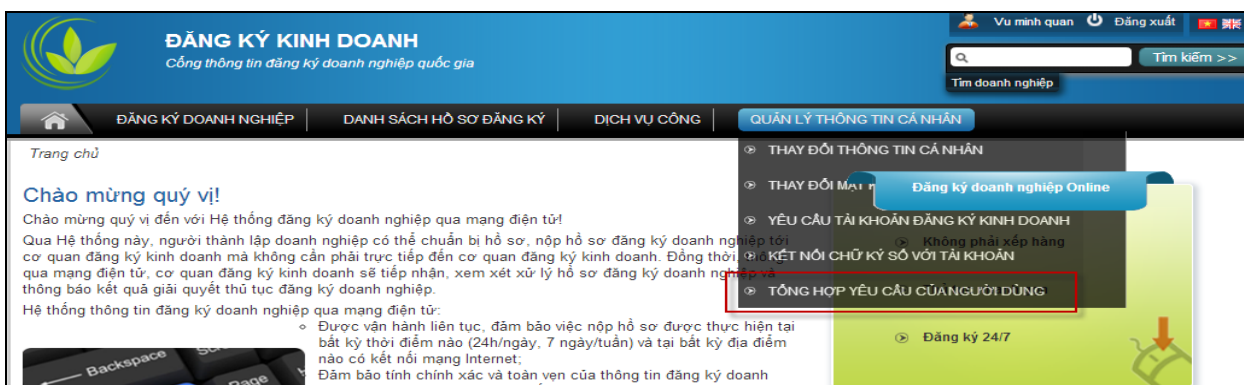 Vu minh quan Đăng xuất
ĐĂNG KÝ KINH DOANH
Cổng thông tin đăng ký doanh nghiệp quốc gia
Tìm kiếm >>
Tìm doanh nghiệp
ĐĂNG KÝ DOANH NGHIỆP DANH SÁCH HỒ SƠ ĐĂNG KÝ DỊCH VỤ CÔNG QUẢN LÝ THÔNG TIN CÁ NHÂN
Trang chủ
THAY ĐỔI THÔNG TIN CÁ NHÂN
THAY ĐỔI MẬT
Đăng ký doanh nghiệp Online
YÊU CẦU TÀI KHOẢN ĐĂNG KÝ KINH DOANH
Không phải xếp hàng
KẾT NỐI CHỮ KÝ SỐ VỚI TÀI KHOẢN
TỔNG HỢP YÊU CẦU CỦA NGƯỜI DÙNG
Đăng ký 24/7
Chào mừng quý vị!
Chào mừng quý vị đến với Hệ thống đăng ký doanh nghiệp qua mạng điện tử!
Qua Hệ thống này, người thành lập doanh nghiệp có thể chuẩn bị hồ sơ, nộp hồ sơ đăng ký doanh nghiệp tới
cơ quan đăng ký kinh doanh mà không cần phải trực tiếp đến cơ quan đăng ký kinh doanh. Đồng thời, thông
qua mạng điện tử, cơ quan đăng ký kinh doanh sẽ tiếp nhận, xem xét xử lý hồ sơ đăng ký doanh nghiệp và
thông báo kết quả giải quyết thủ tục đăng ký doanh nghiệp.
Hệ thống thông tin đăng ký doanh nghiệp qua mạng điện tử:
Được vận hành liên tục, đảm bảo việc nộp hồ sơ được thực hiện tại
bất kỳ thời điểm nào (24h/ngày, 7 ngày/tuần) và tại bất kỳ địa điểm
nào có kết nối mạng Internet;
Đảm bảo tính chính xác và toàn vẹn của thông tin đăng ký doanh
Backspace
Page